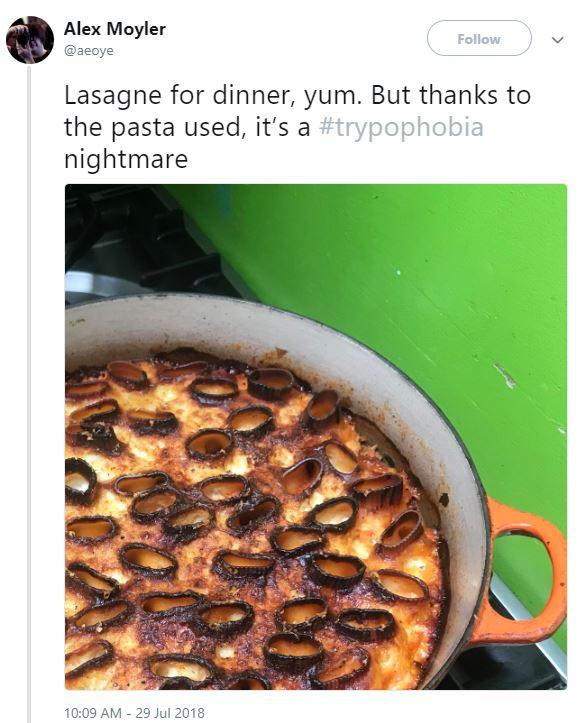 Alex Moyler
@aeoye
Follow
Lasagne for dinner, yum. But thanks to
the pasta used, it's a #trypophobia
nightmare
10:09 AM - 29 Jul 2018